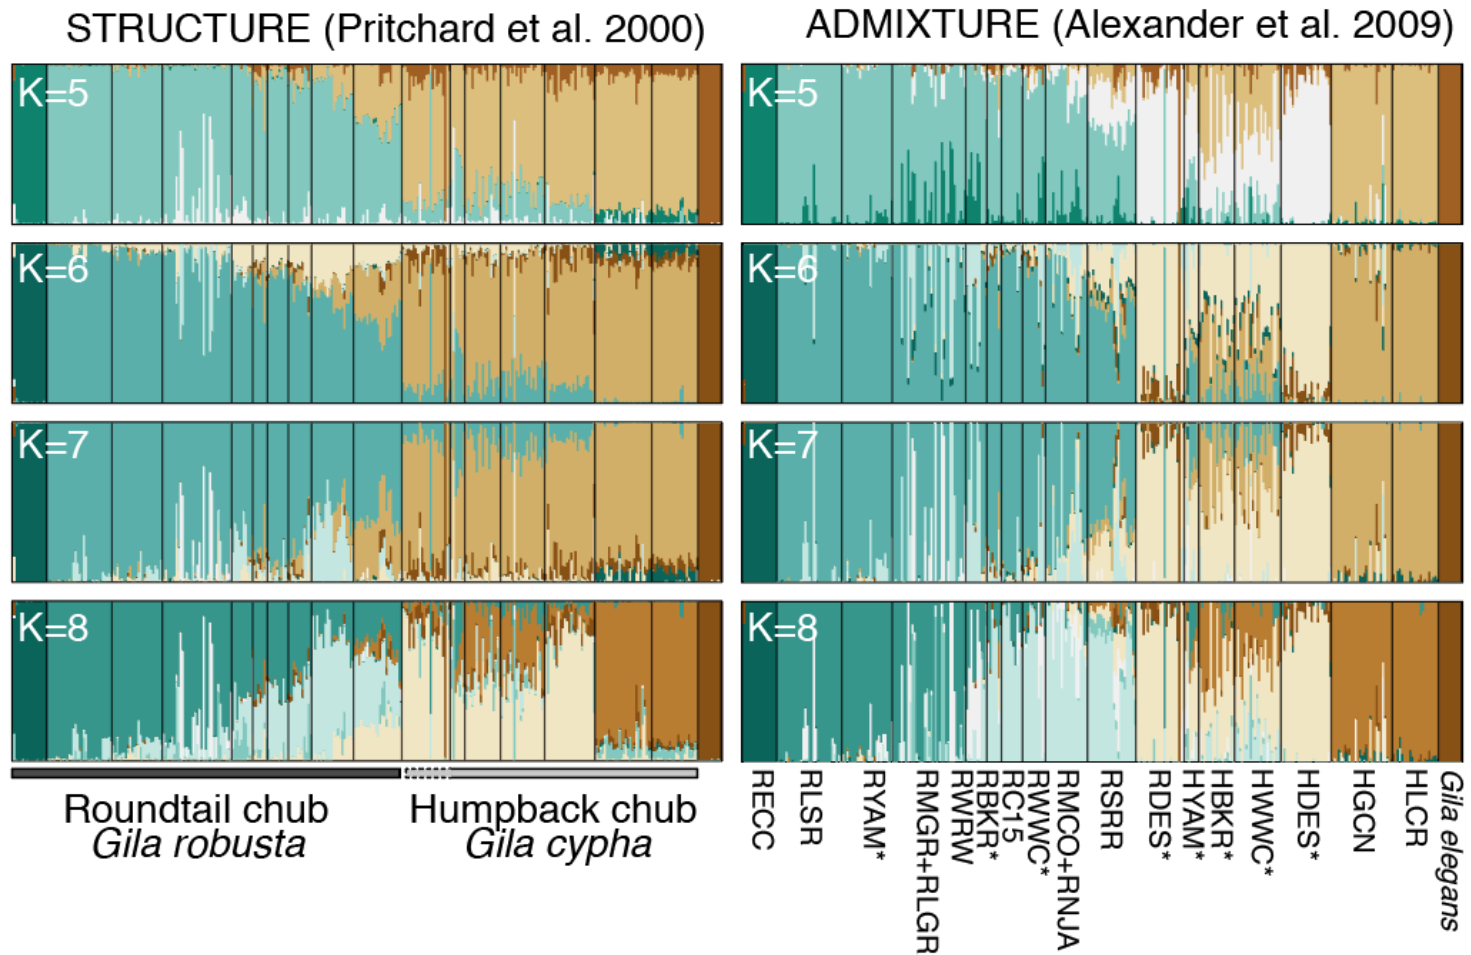 STRUCTURE (Pritchard et al. 2000)
ADMIXTURE (Alexander et al. 2009)
K=5
K=5
K=6
K=6
K=7
K=7
K=8
K=8
Roundtail chub
Gila robusta
Humpback chub
Gila cypha
RECC
RLSR
RYAM*
RMGR+RLGR
RWRW
RBKR*
RC15
RWWC*
RMCO+RNJA
RSRR
RDES*
HYAM*
HBKR*
HWWC*
HDES*
HGCN
HLCR
Gila elegans